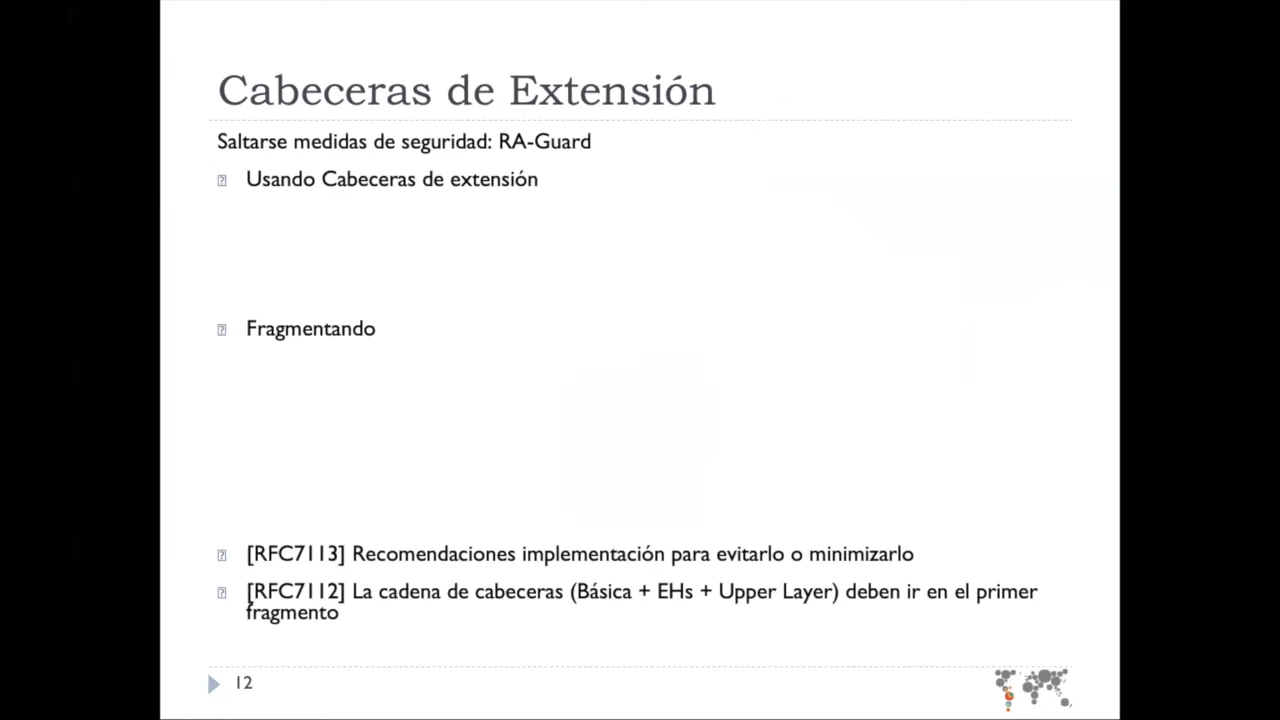 Cabeceras de Extensión
Saltarse medidas de seguridad: RA-Guard
Usando Cabeceras de extensión
Fragmentando
[RFC7113] Recomendaciones implementación para evitarlo o minimizarlo
[RFC7112] La cadena de cabeceras (Básica + EHs + Upper Layer) deben ir en el primer
fragmento
12